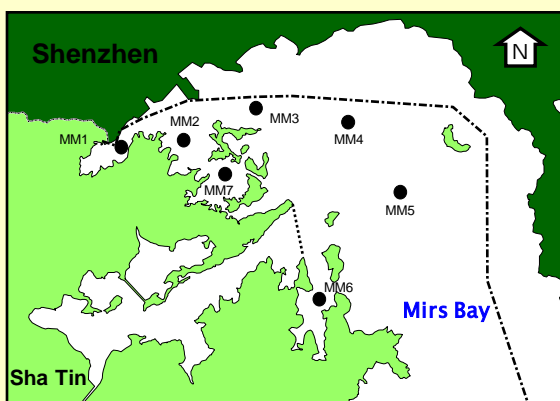 Shenzhen
N
MM3
MM2
MM4
MM1
MM7
MM5
MM6
Mirs Bay
Sha Tin